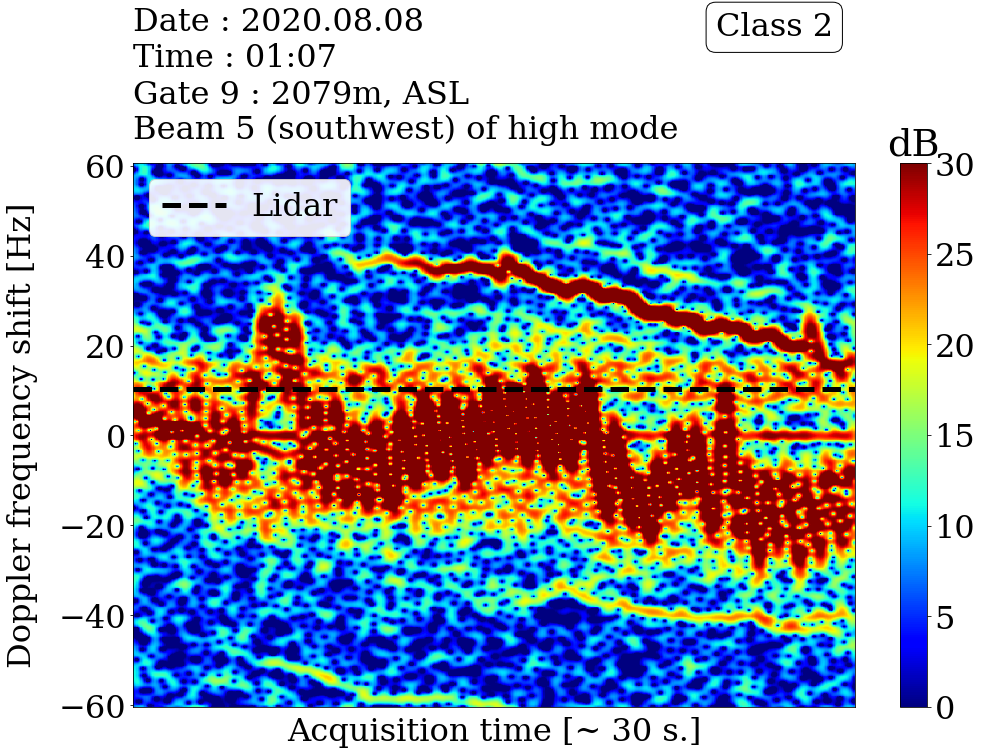 Date : 2020.08.08
Time : 01:07
Gate 9 : 2079m, ASL
Beam 5 (southwest) of high mode
Class 2
dB
Lidar
60
40
20
0
−20
−40
−60
Doppler frequency shift [Hz]
Acquisition time [~ 30 s.]
30
25
20
15
10
5
0